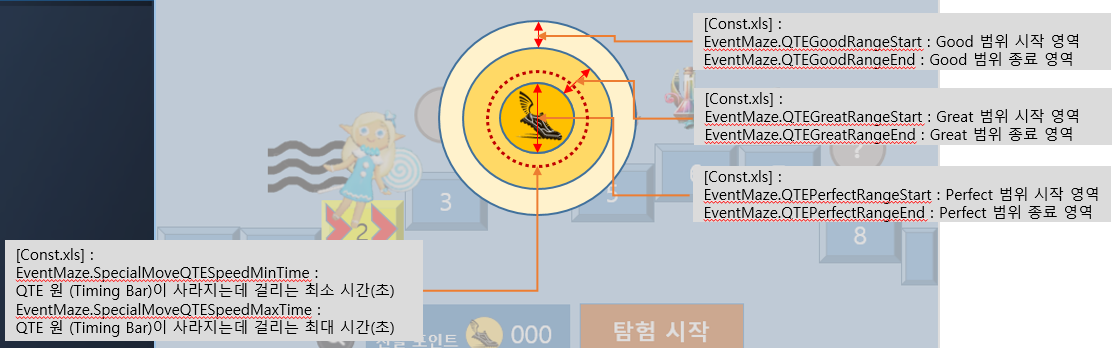 [Const.xls] :
EventMaze.QTEGoodRangeStart : Good 범위 시작 영역
EventMaze.QTEGoodRangeEnd : Good 범위 종료 영역
[Const.xls] :
EventMaze.QTEGreatRangeStart : Great 범위 시작 영역
EventMaze.QTEGreatRangeEnd : Great 범위 종료 영역
?
[Const.xls] :
EventMaze.QTEPerfectRangeStart : Perfect 범위 시작 영역
EventMaze.QTEPerfectRangeEnd : Perfect 범위 종료 영역
3
5
2
8
[Const.xls] :
EventMaze.SpecialMoveQTESpeedMinTime :
QTE 원 (Timing Bar)이 사라지는데 걸리는 최소 시간(초)
EventMaze.SpecialMoveQTESpeedMaxTime :
QTE 원 (Timing Bar)이 사라지는데 걸리는 최대 시간(초)
포인트
000
탐험 시작